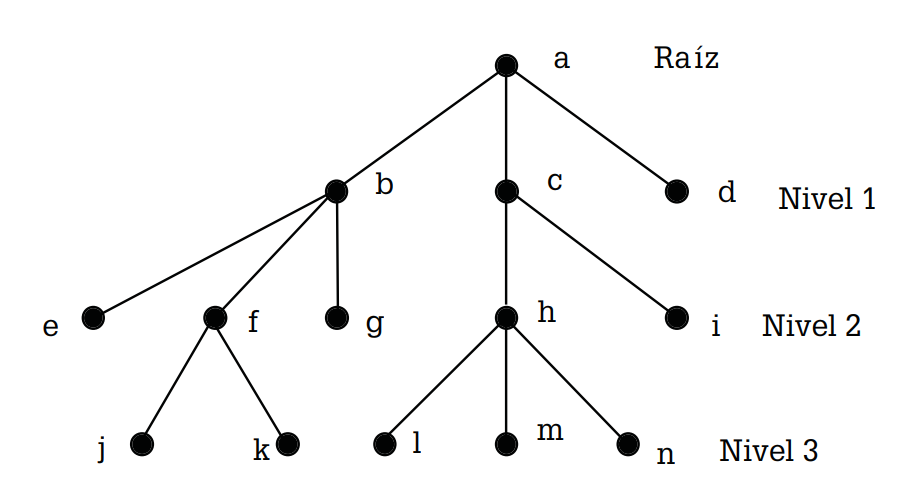 a Raíz
b c d Nivel 1
e f g h i Nivel 2
j k l m n Nivel 3